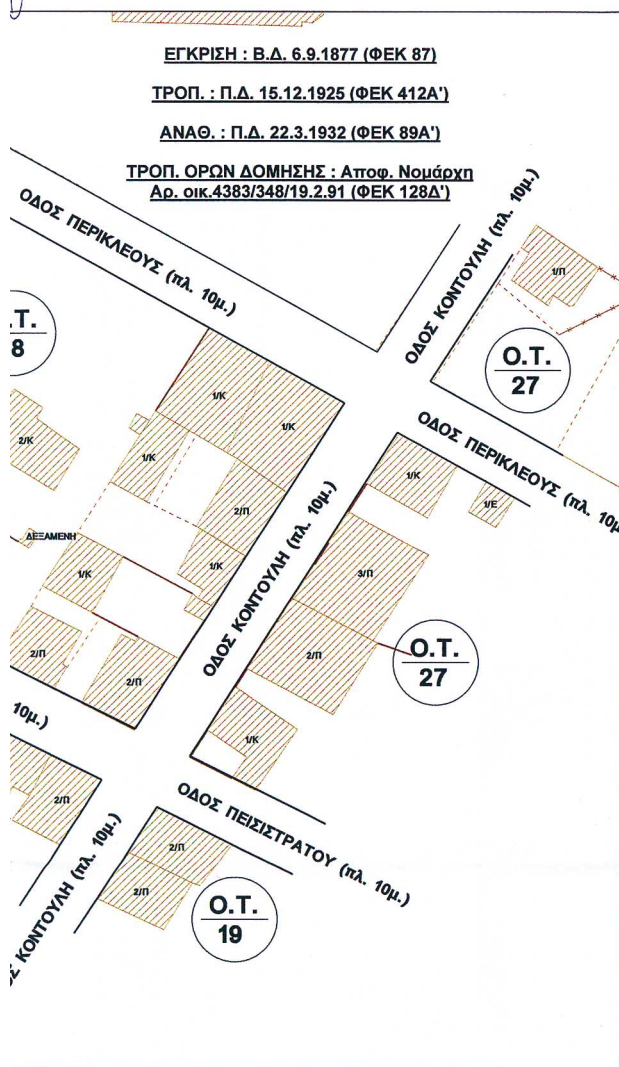 ΕΓΚΡΙΣΗ : Β.Δ. 6.9.1877 (ΦΕΚ 87)
ΤΡΟΠ. : Π.Δ. 15.12.1925 (ΦΕΚ 412Α')
ΑΝΑΘ. : Π.Δ. 22.3.1932 (ΦΕΚ 89Α')
ΤΡΟΠ. ΟΡΩΝ ΔΟΜΗΣΗΣ : Αποφ. Νομάρχη
Αρ. οικ.4383/348/19.2.91 (ΦΕΚ 128Δ')
ΟΔΟΣ ΠΕΡΙΚΛΕΟΥΣ (πλ. 10μ.)
ΟΔΟΣ ΚΟΝΤΟΥΛΗ (πλ. 10μ.)
1/Π
.Τ.
8
Ο.Τ.
27
1/Κ
1/Κ
ΟΔΟΣ ΠΕΡΙΚΛΕΟΥΣ (πλ. 10μ
2/Κ
1/Κ
1/Κ
1/Ε
2/Π
ΔΕΞΑΜΕΝΗ
1/Κ
1/Κ
ΟΔΟΣ ΚΟΝΤΟΥΛΗ (πλ. 10μ.)
3/Π
2/Π
2/Π
2/Π
Ο.Τ.
27
10μ.)
1/Κ
2/Π
ΟΔΟΣ ΠΕΙΣΙΣΤΡΑΤΟΥ (πλ. 10μ.)
2/Π
2/Π
Ο.Τ.
19
Σ ΚΟΝΤΟΥΛΗ (πλ. 10μ.)